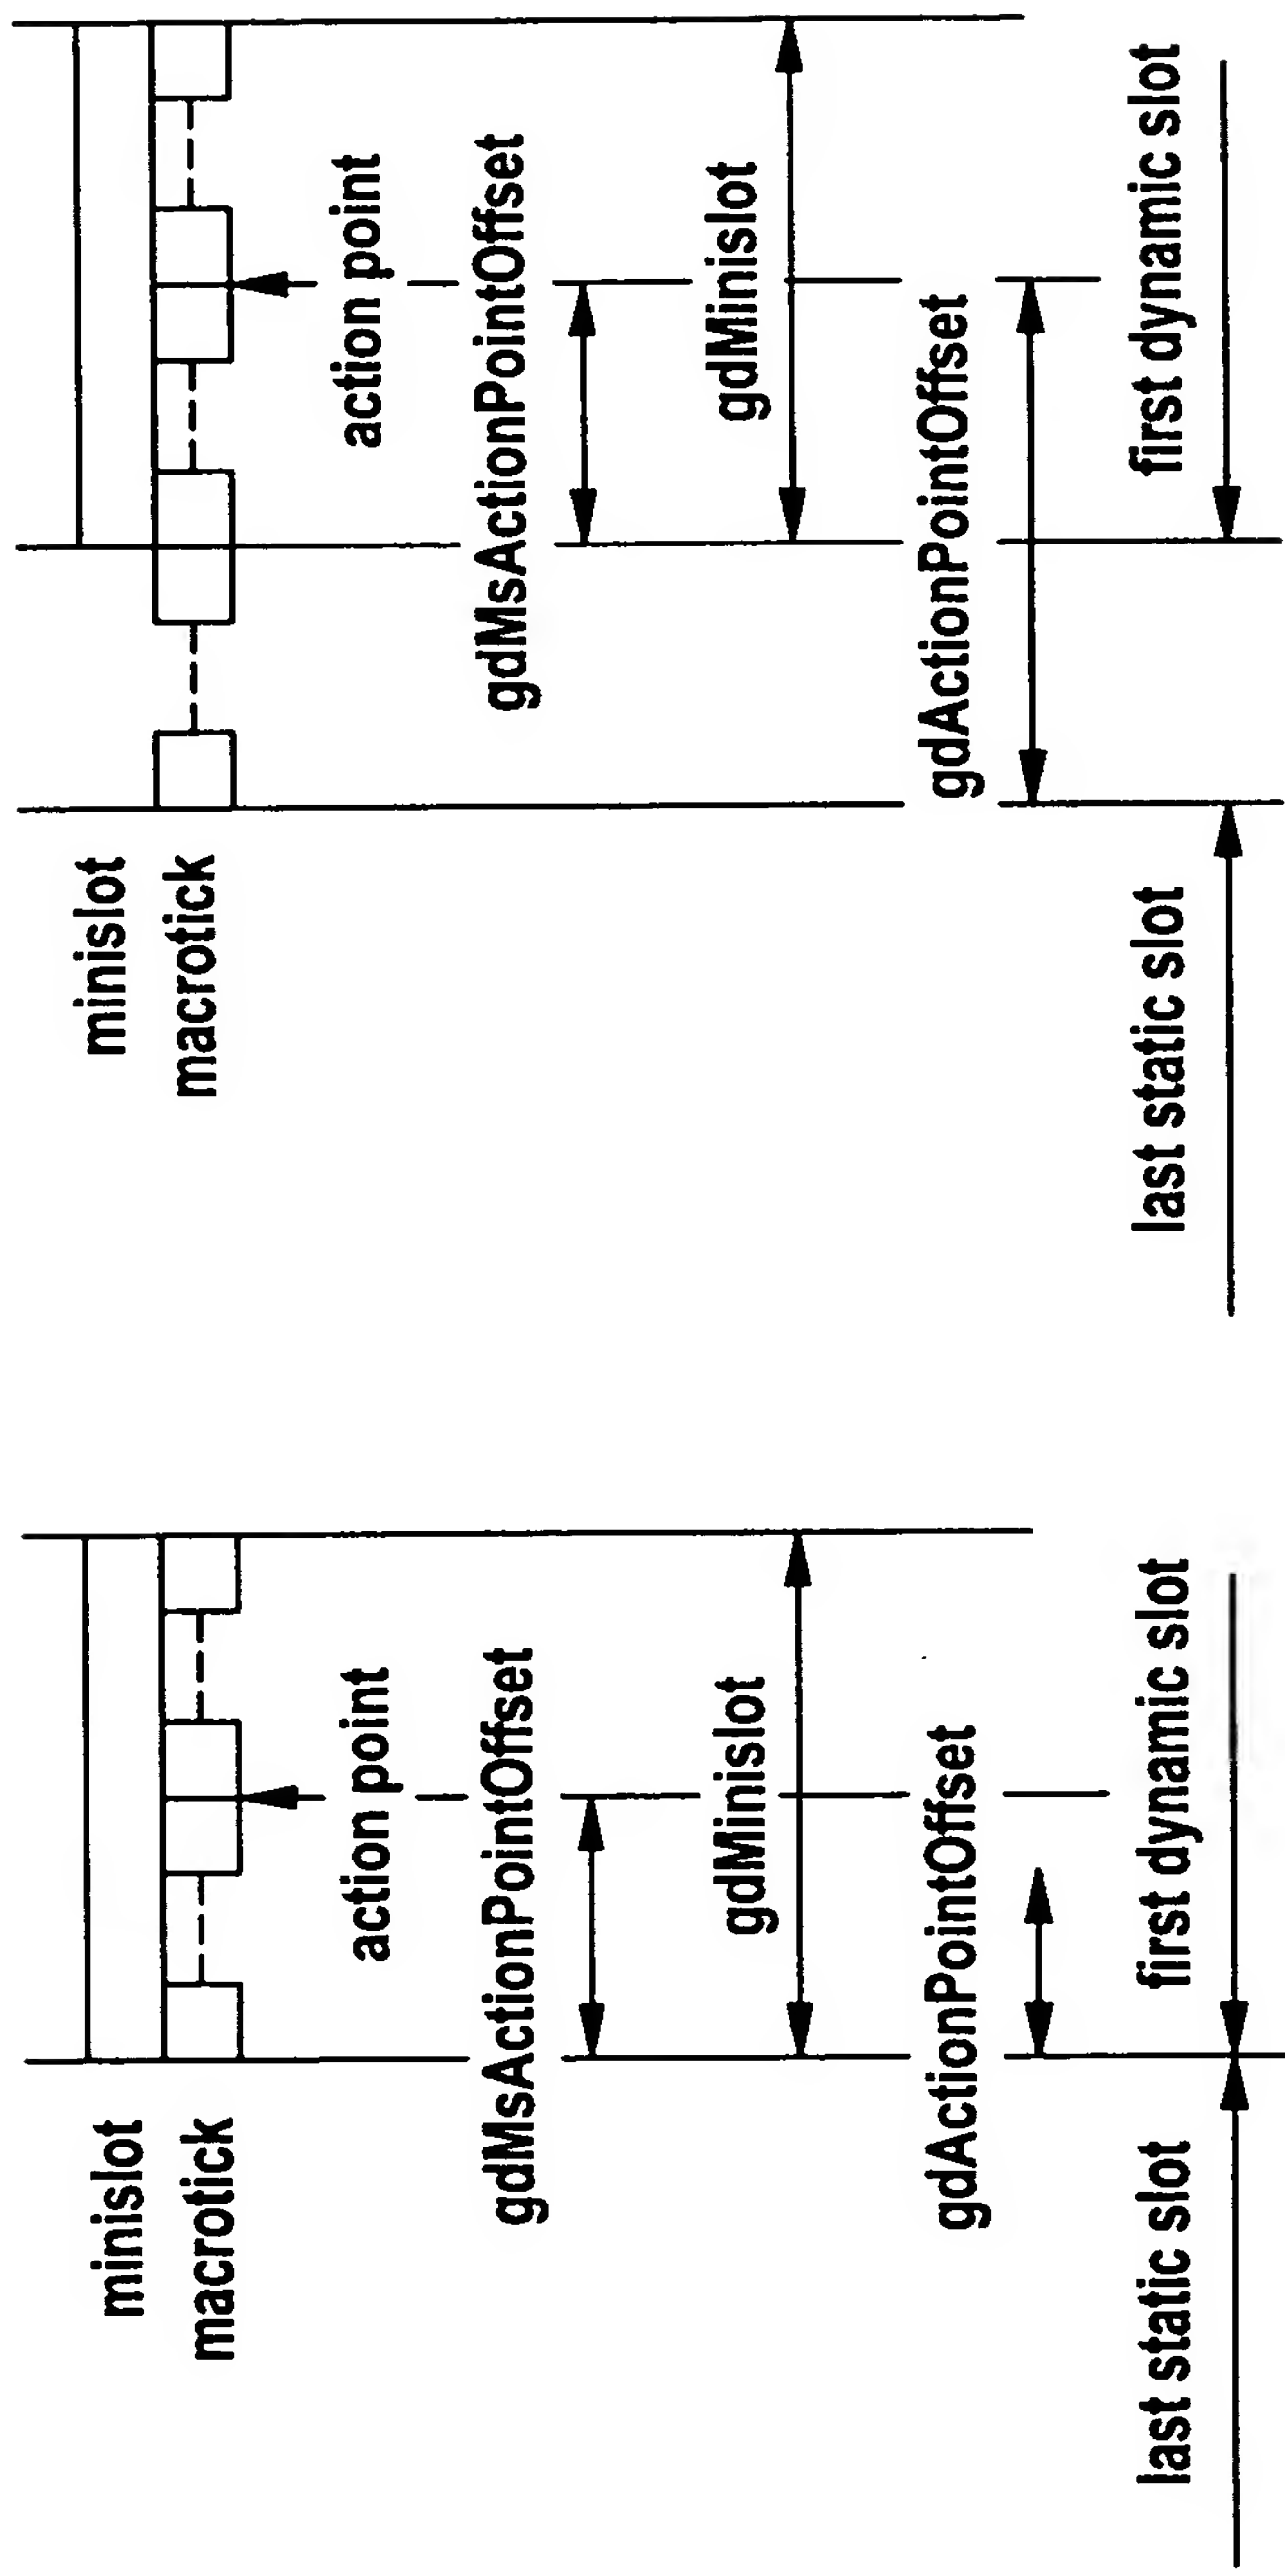 minislot
macrotick
action point
gdMsActionPointOffset
gdMinislot
gdActionPointOffset
last static slot
first dynamic slot
minislot
macrotick
action point
gdMsActionPointOffset
gdMinislot
gdActionPointOffset
last static slot
first dynamic slot